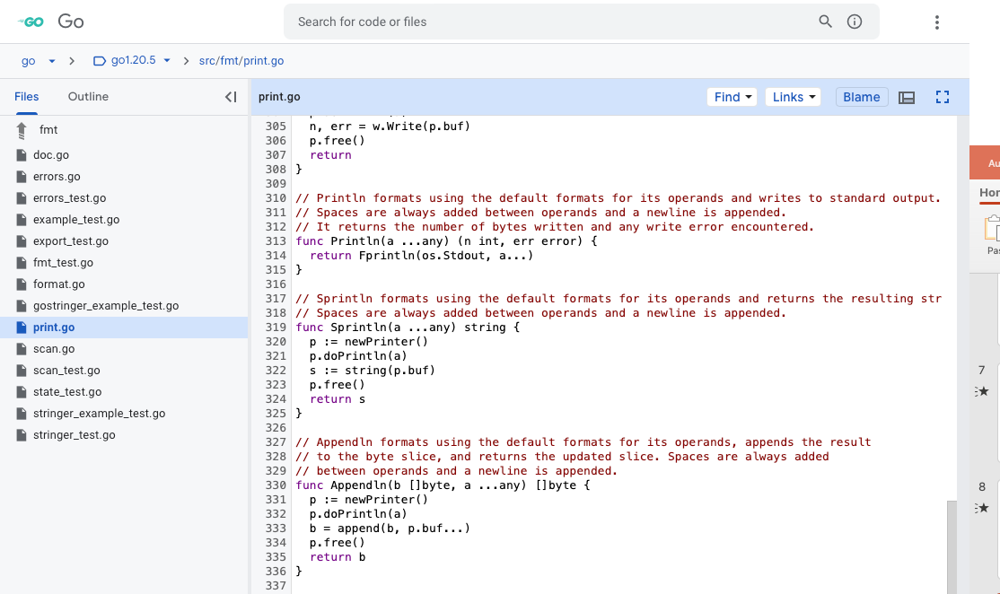 GO Go
Search for code or files
go go1.20.5 src/fmt/print.go
Files Outline
print.go
Find Links Blame
fmt
doc.go
errors.go
errors_test.go
example_test.go
export_test.go
fmt_test.go
format.go
gostringer_example_test.go
print.go
scan.go
scan_test.go
state_test.go
stringer_example_test.go
stringer_test.go
305 n, err = w.Write(p.buf)
306 p.free()
307 return
308 }
309
310 // Println formats using the default formats for its operands and writes to standard output.
311 // Spaces are always added between operands and a newline is appended.
312 // It returns the number of bytes written and any write error encountered.
313 func Println(a ...any) (n int, err error) {
314 return Fprintln(os.Stdout, a...)
315 }
316
317 // Sprintln formats using the default formats for its operands and returns the resulting str
318 // Spaces are always added between operands and a newline is appended.
319 func Sprintln(a ...any) string {
320 p := newPrinter()
321 p.doPrintln(a)
322 s := string(p.buf)
323 p.free()
324 return s
325 }
326
327 // Appendln formats using the default formats for its operands, appends the result
328 // to the byte slice, and returns the updated slice. Spaces are always added
329 // between operands and a newline is appended.
330 func Appendln(b []byte, a ...any) []byte {
331 p := newPrinter()
332 p.doPrintln(a)
333 b = append(b, p.buf...)
334 p.free()
335 return b
336 }
337
Au
Hor
Pas
7
8